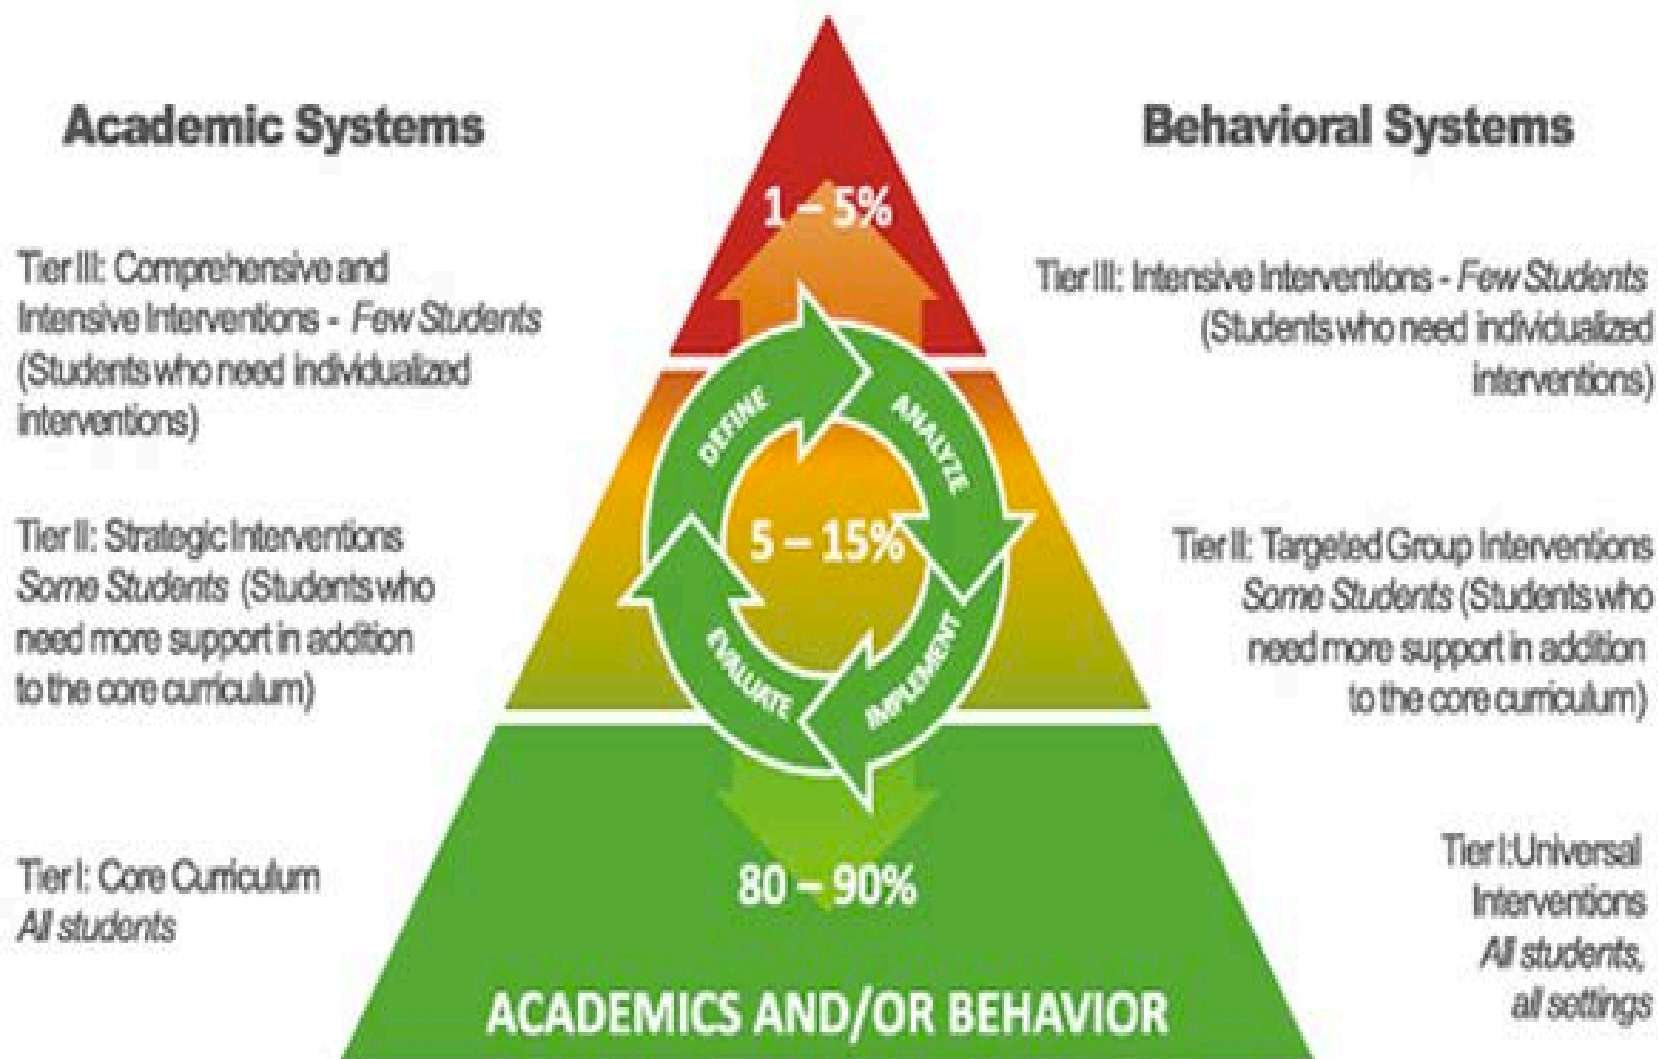 Academic Systems
Tier III: Comprehensive and
Intensive Interventions - Few Students
(Students who need individualized
interventions)
Tier II: Strategic Interventions
Some Students (Students who
need more support in addition
to the core curriculum)
Tier I: Core Curriculum
All students
1 – 5%
DEFINE
ANALYZE
5 – 15%
IMPLEMENT
EVALUATE
80 – 90%
ACADEMICS AND/OR BEHAVIOR
Behavioral Systems
Tier III: Intensive Interventions - Few Students
(Students who need individualized
interventions)
Tier II: Targeted Group Interventions
Some Students (Students who
need more support in addition
to the core curriculum)
Tier I: Universal
Interventions
All students,
all settings